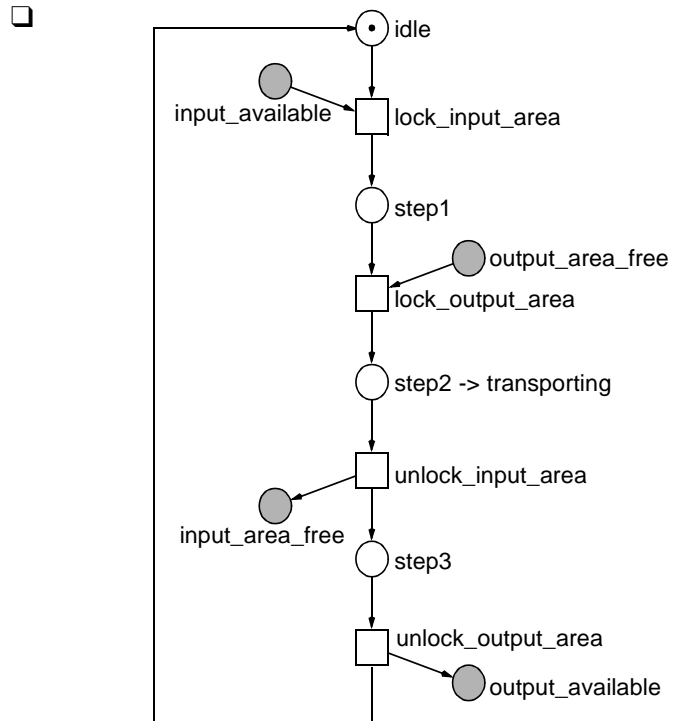 idle
input_available
lock_input_area
step1
output_area_free
lock_output_area
step2 -> transporting
unlock_input_area
input_area_free
step3
unlock_output_area
output_available